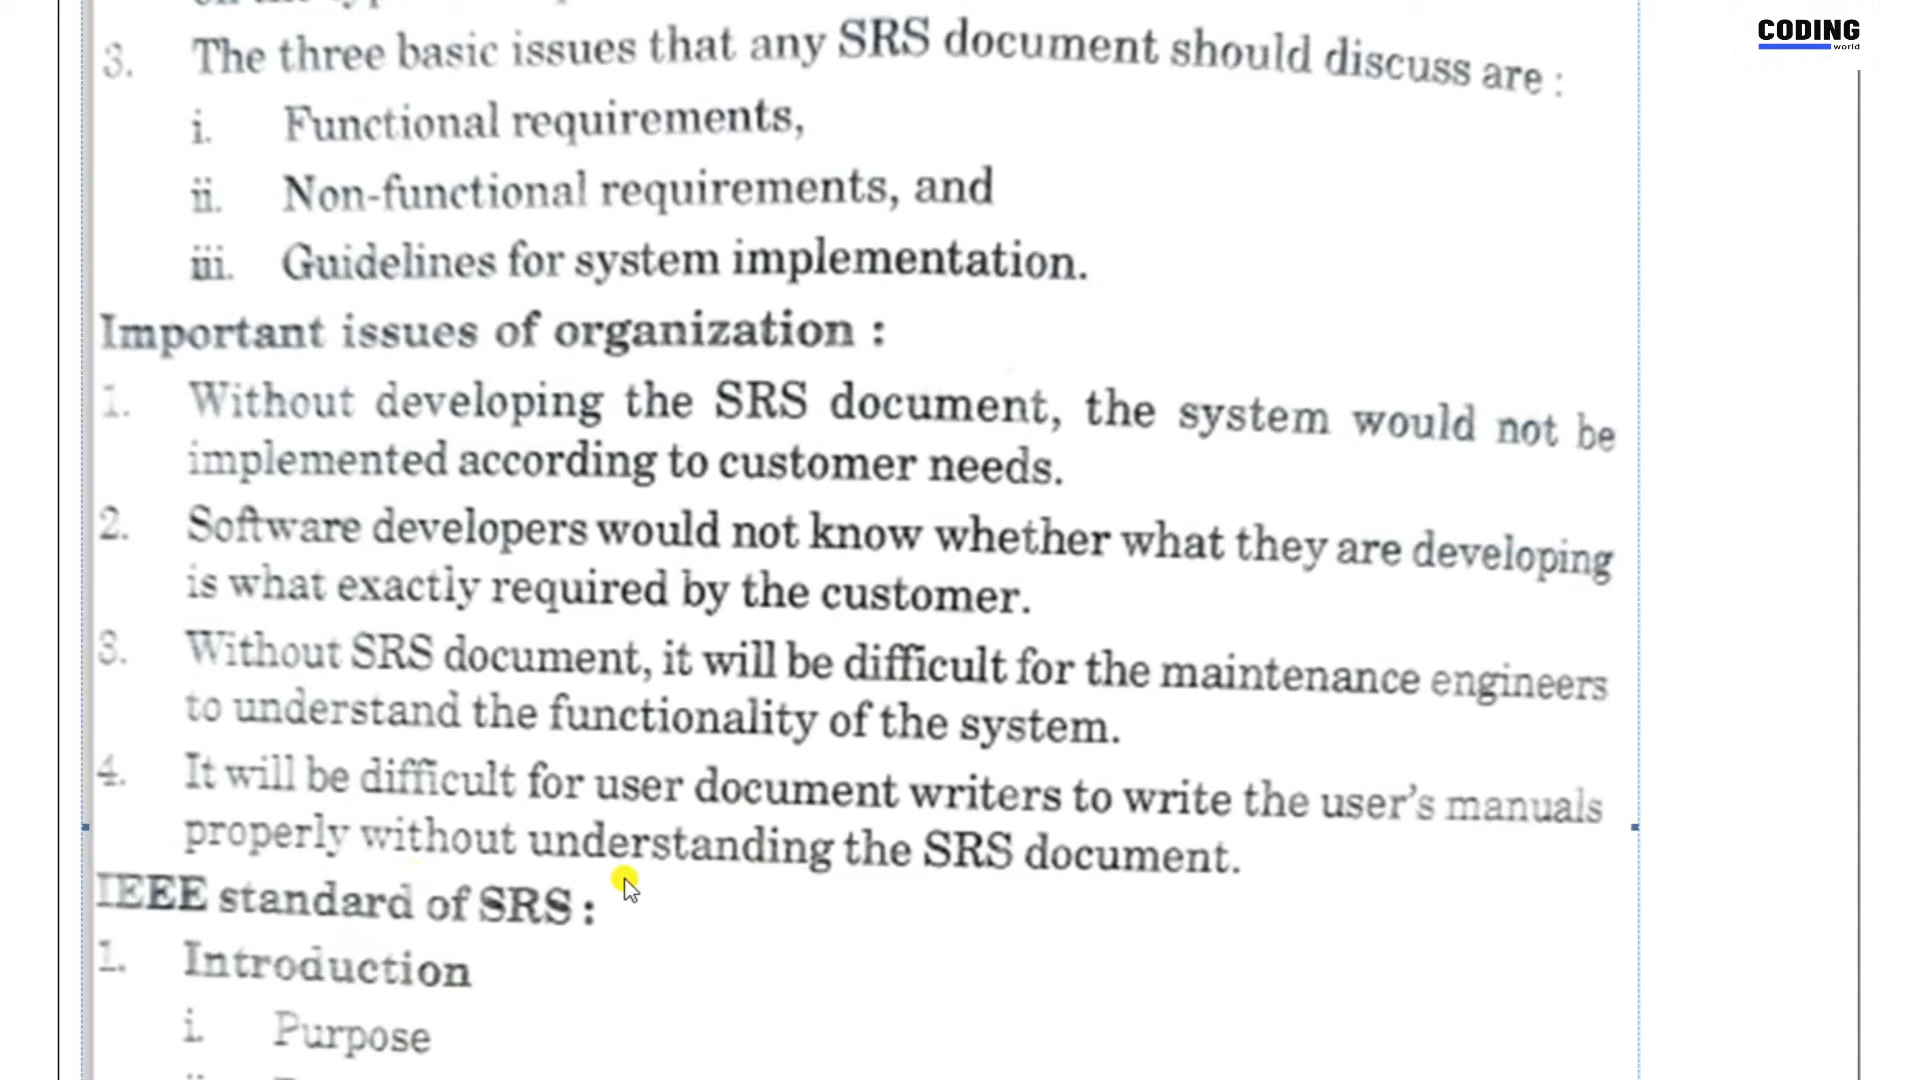 3. The three basic issues that any SRS document should discuss are :
i. Functional requirements,
ii. Non-functional requirements, and
iii. Guidelines for system implementation.
Important issues of organization :
1. Without developing the SRS document, the system would not be
implemented according to customer needs.
2. Software developers would not know whether what they are developing
is what exactly required by the customer.
3. Without SRS document, it will be difficult for the maintenance engineers
to understand the functionality of the system.
4. It will be difficult for user document writers to write the user's manuals
properly without understanding the SRS document.
IEEE standard of SRS :
1. Introduction
i. Purpose
CODING
world